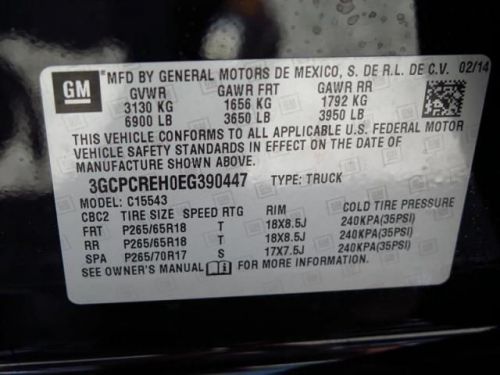 GM
MFD BY GENERAL MOTORS DE MEXICO, S. DE R.L. DE C.V. 02/14
GVWR GAWR FRT GAWR RR
3130 KG 1656 KG 1792 KG
6900 LB 3650 LB 3950 LB
THIS VEHICLE CONFORMS TO ALL APPLICABLE U.S. FEDERAL MOTOR
VEHICLE SAFETY STANDARDS IN EFFECT ON THE DATE OF
MANUFACTURE SHOWN ABOVE.
3GCPCREH0EG390447 TYPE: TRUCK
MODEL: C15543
CBC2 TIRE SIZE SPEED RTG RIM COLD TIRE PRESSURE
FRT P265/65R18 T 18X8.5J 240KPA(35PSI)
RR P265/65R18 T 18X8.5J 240KPA(35PSI)
SPA P265/70R17 S 17X7.5J 240KPA(35PSI)
SEE OWNER'S MANUAL FOR MORE INFORMATION.